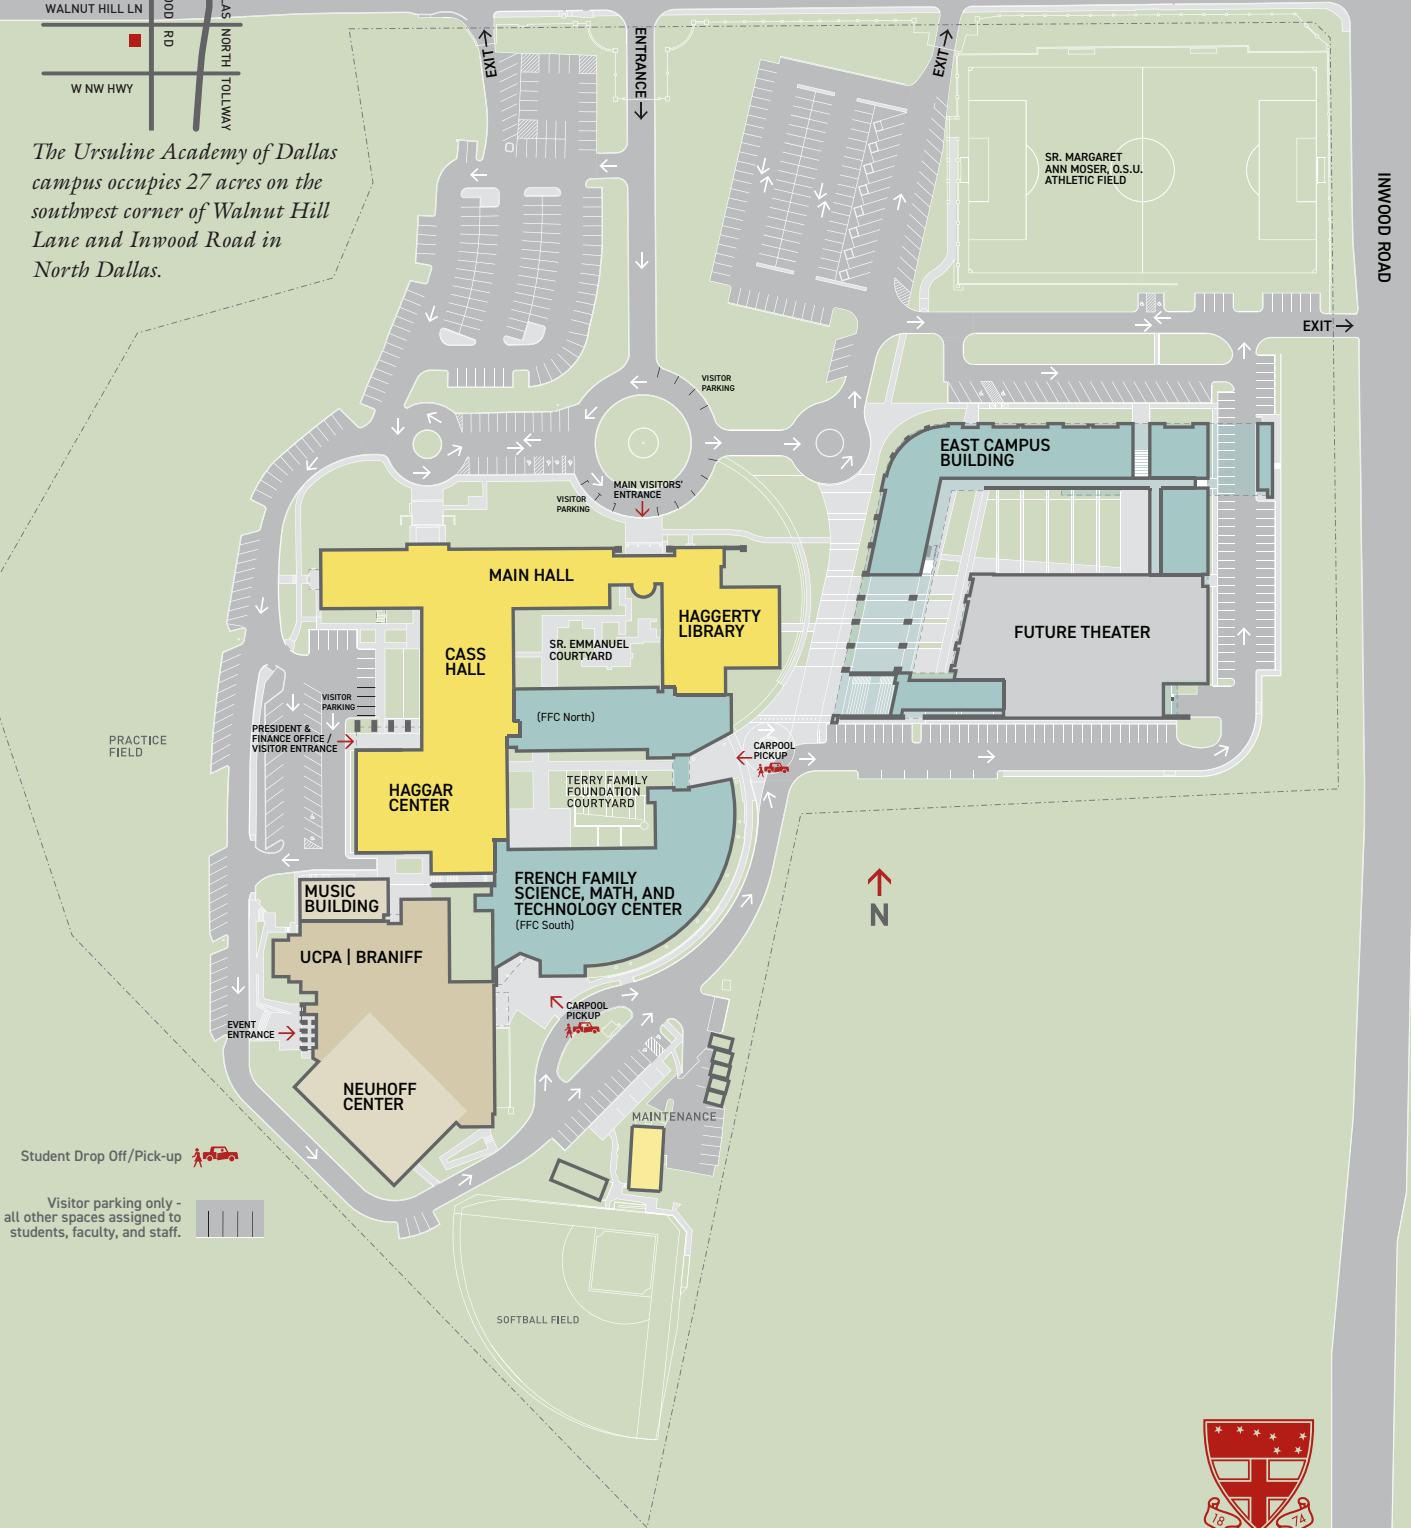 WALNUT HILL LN
RD
NORTH TOLLWAY
W NW HWY
The Ursuline Academy of Dallas
campus occupies 27 acres on the
southwest corner of Walnut Hill
Lane and Inwood Road in
North Dallas.
EXIT
ENTRANCE
EXIT
SR. MARGARET
ANN MOSER, O.S.U.
ATHLETIC FIELD
INWOOD ROAD
EXIT
VISITOR
PARKING
EAST CAMPUS
BUILDING
MAIN VISITORS'
ENTRANCE
VISITOR
PARKING
MAIN HALL
HAGGERTY
LIBRARY
FUTURE THEATER
SR. EMMANUEL
COURTYARD
CASS
HALL
VISITOR
PARKING
(FFC North)
PRESIDENT &
FINANCE OFFICE /
VISITOR ENTRANCE
PRACTICE
FIELD
CARPOOL
PICKUP
TERRY FAMILY
FOUNDATION
COURTYARD
HAGGAR
CENTER
FRENCH FAMILY
SCIENCE, MATH, AND
TECHNOLOGY CENTER
(FFC South)
MUSIC
BUILDING
N
UCPA | BRANIFF
CARPOOL
PICKUP
EVENT
ENTRANCE
NEUHOFF
CENTER
MAINTENANCE
Student Drop Off/Pick-up
Visitor parking only -
all other spaces assigned to
students, faculty, and staff.
SOFTBALL FIELD
18
74